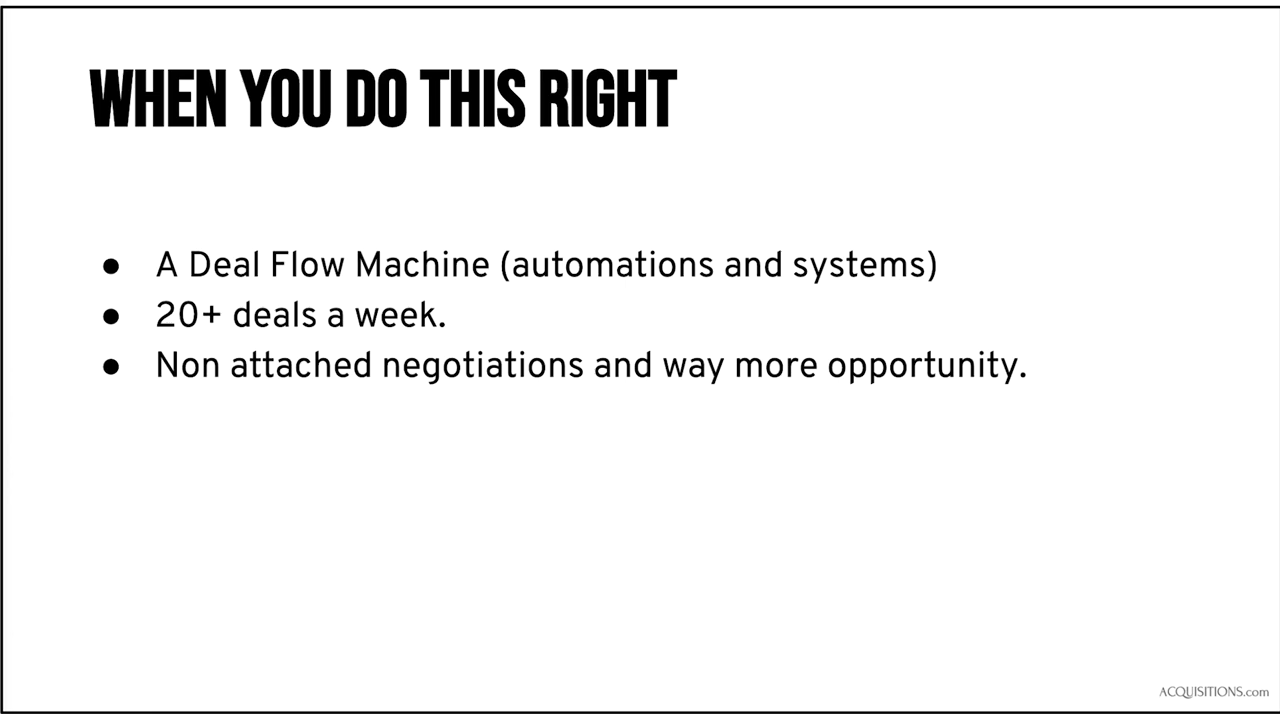 WHEN YOU DO THIS RIGHT
● A Deal Flow Machine (automations and systems)
● 20+ deals a week.
● Non attached negotiations and way more opportunity.
ACQUISITIONS.com